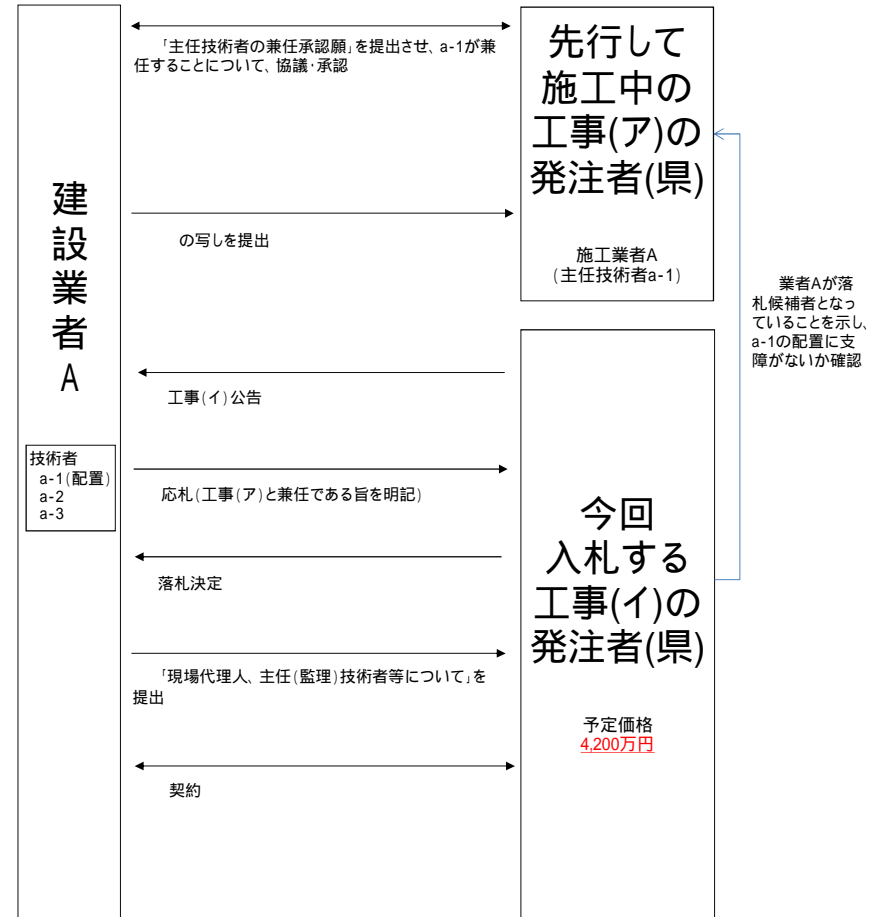 「主任技術者の兼任承認願」を提出させ、a-1が兼
任することについて、協議・承認
先行して
施工中の
工事(ア)の
発注者(県)
施工業者A
(主任技術者a-1)
の写しを提出
業者Aが落
札候補者となっ
ていることを示し、
a-1の配置に支
障がないか確認
建
設
業
者
A
技術者
a-1(配置)
a-2
a-3
工事(イ)公告
応札(工事(ア)と兼任である旨を明記)
落札決定
「現場代理人、主任(監理)技術者等について」を
提出
契約
今回
入札する
工事(イ)の
発注者(県)
予定価格
4,200万円